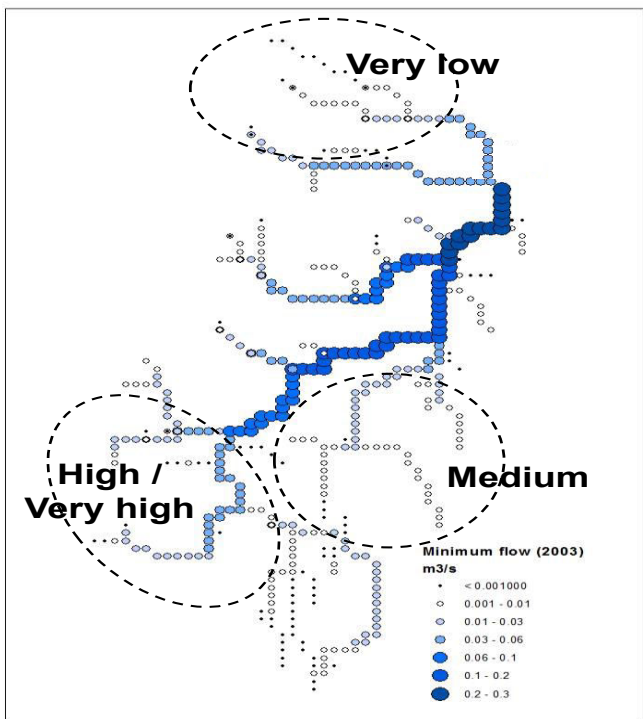 Very low
High /
Very high
Medium
Minimum flow (2003)
m3/s
<0.001000
0.001 - 0.01
0.01 - 0.03
0.03 - 0.06
0.06 - 0.1
0.1 - 0.2
0.2 - 0.3